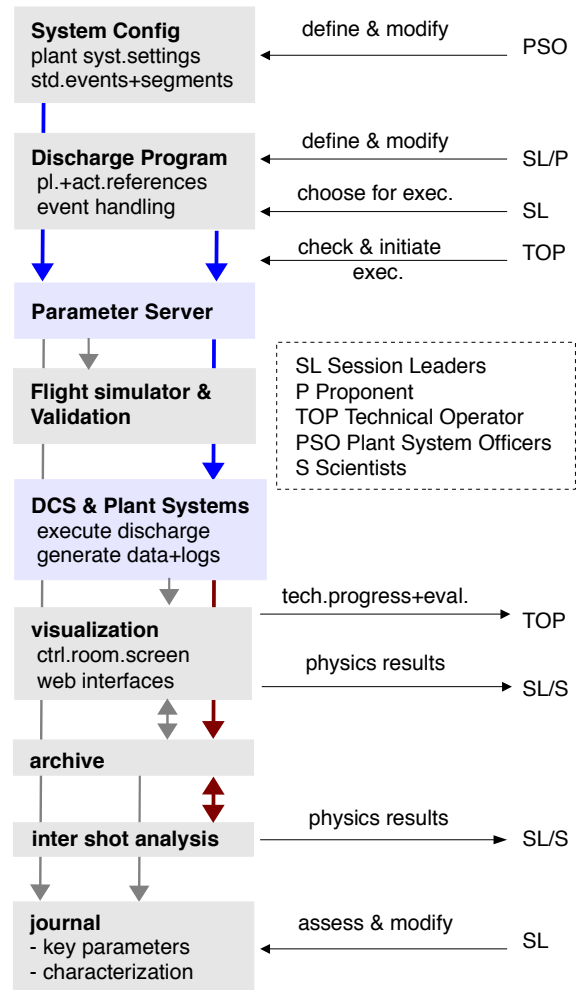 System Config
plant syst.settings
std.events+segments
define & modify
PSO
Discharge Program
pl.+act.references
event handling
define & modify
SL/P
choose for exec.
SL
check & initiate
exec.
TOP
Parameter Server
Flight simulator &
Validation
SL Session Leaders
P Proponent
TOP Technical Operator
PSO Plant System Officers
S Scientists
DCS & Plant Systems
execute discharge
generate data+logs
visualization
ctrl.room.screen
web interfaces
tech.progress+eval.
TOP
physics results
SL/S
archive
inter shot analysis
physics results
SL/S
journal
- key parameters
- characterization
assess & modify
SL